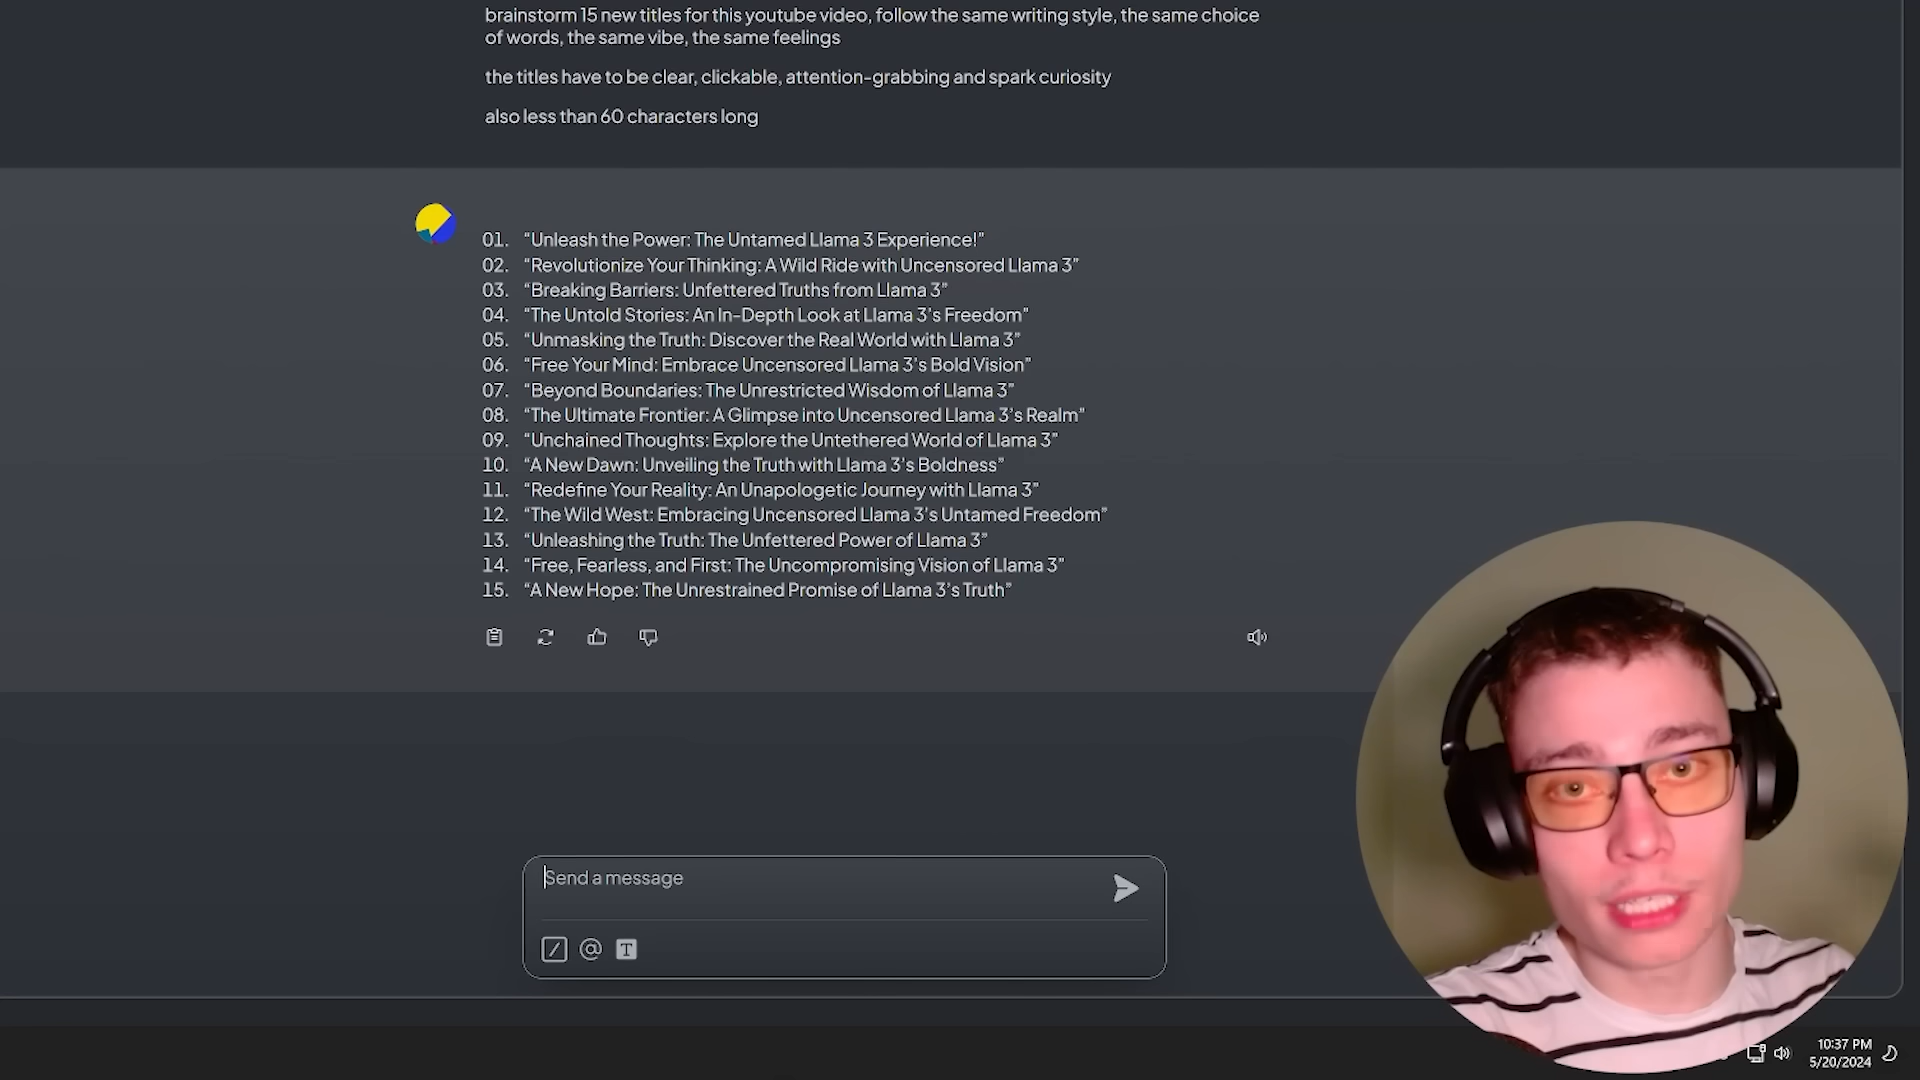 brainstorm 15 new titles for this youtube video, follow the same writing style, the same choice
of words, the same vibe, the same feelings
the titles have to be clear, clickable, attention-grabbing and spark curiosity
also less than 60 characters long
01. “Unleash the Power: The Untamed Llama 3 Experience!”
02. “Revolutionize Your Thinking: A Wild Ride with Uncensored Llama 3”
03. “Breaking Barriers: Unfettered Truths from Llama 3”
04. “The Untold Stories: An In-Depth Look at Llama 3’s Freedom”
05. “Unmasking the Truth: Discover the Real World with Llama 3”
06. “Free Your Mind: Embrace Uncensored Llama 3’s Bold Vision”
07. “Beyond Boundaries: The Unrestricted Wisdom of Llama 3”
08. “The Ultimate Frontier: A Glimpse into Uncensored Llama 3’s Realm”
09. “Unchained Thoughts: Explore the Untethered World of Llama 3”
10. “A New Dawn: Unveiling the Truth with Llama 3’s Boldness”
11. “Redefine Your Reality: An Unapologetic Journey with Llama 3”
12. “The Wild West: Embracing Uncensored Llama 3’s Untamed Freedom”
13. “Unleashing the Truth: The Unfettered Power of Llama 3”
14. “Free, Fearless, and First: The Uncompromising Vision of Llama 3”
15. “A New Hope: The Unrestrained Promise of Llama 3’s Truth”
Send a message
10:37 PM
5/20/2024